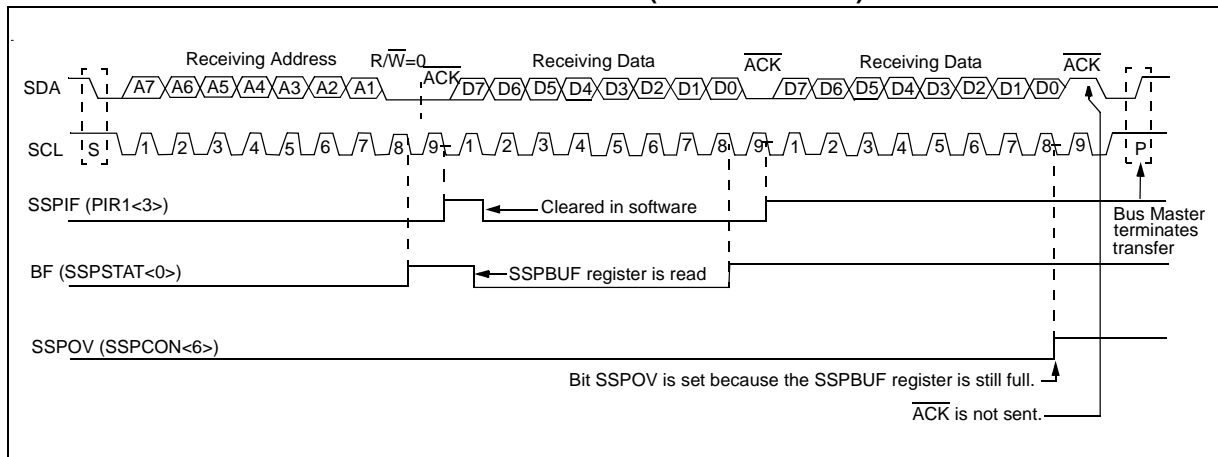 Receiving Address R/W=0 Receiving Data ACK Receiving Data ACK
ACK
SDA A7 A6 A5 A4 A3 A2 A1 D7 D6 D5 D4 D3 D2 D1 D0 D7 D6 D5 D4 D3 D2 D1 D0
SCL S 1 2 3 4 5 6 7 8 9 1 2 3 4 5 6 7 8 9 1 2 3 4 5 6 7 8 9 P
SSPIF (PIR1<3>)
Cleared in software
Bus Master
terminates
transfer
BF (SSPSTAT<0>)
SSPBUF register is read
SSPOV (SSPCON<6>)
Bit SSPOV is set because the SSPBUF register is still full.
ACK is not sent.